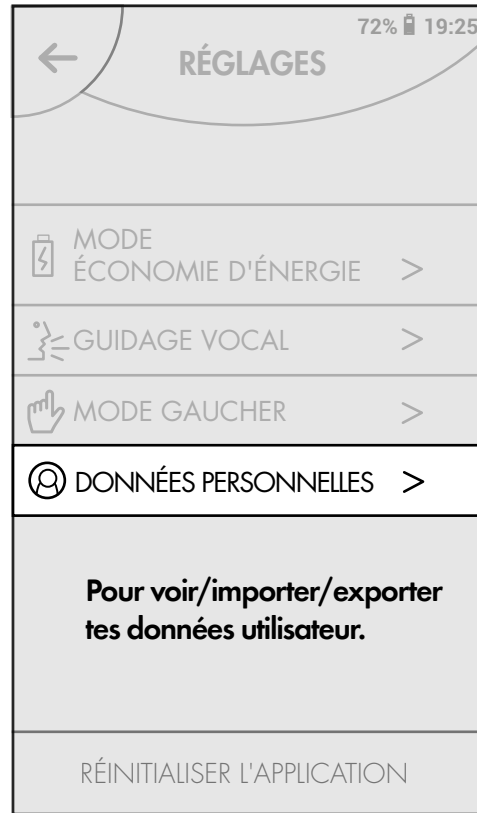 72% 19:25
RÉGLAGES
MODE
ÉCONOMIE D'ÉNERGIE >
GUIDAGE VOCAL >
MODE GAUCHER >
DONNÉES PERSONNELLES >
Pour voir/importer/exporter
tes données utilisateur.
RÉINITIALISER L'APPLICATION